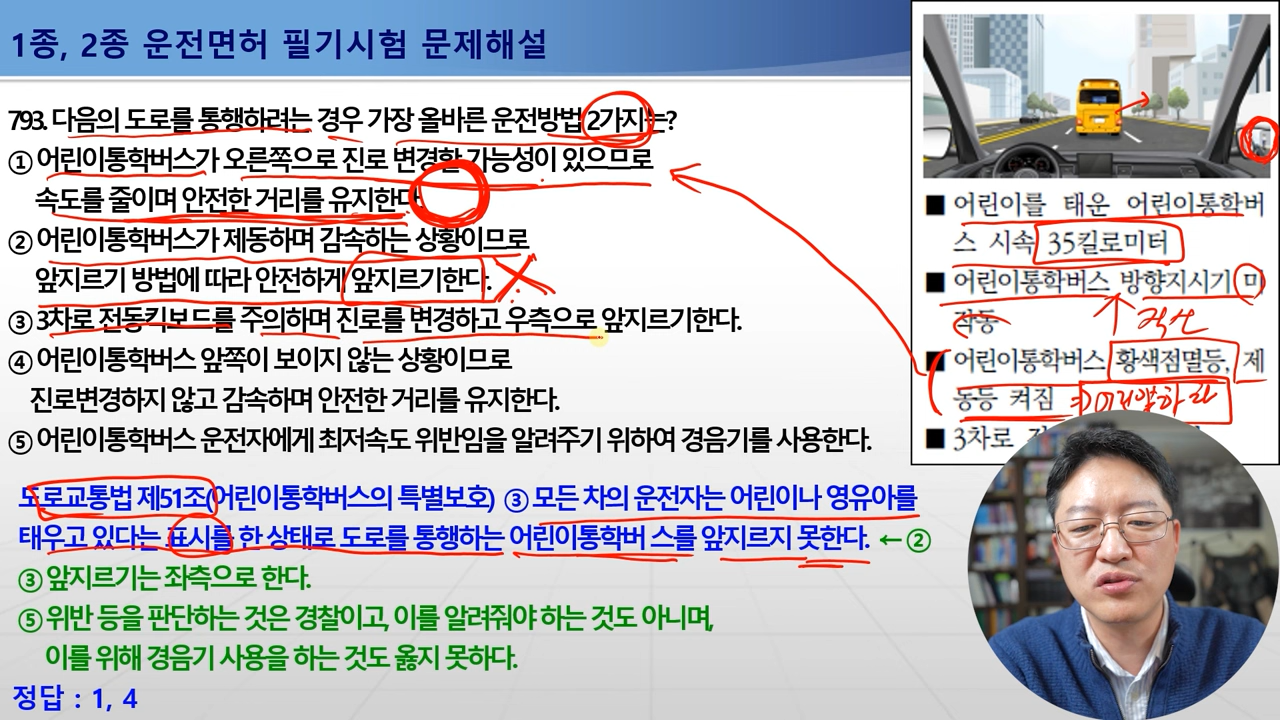 1종, 2종 운전면허 필기시험 문제해설
793. 다음의 도로를 통행하려는 경우 가장 올바른 운전방법 2가지는?
① 어린이통학버스가 오른쪽으로 진로 변경할 가능성이 있으므로
속도를 줄이며 안전한 거리를 유지한다.
② 어린이통학버스가 제동하며 감속하는 상황이므로
앞지르기 방법에 따라 안전하게 앞지르기한다.
③ 3차로 전동킥보드를 주의하며 진로를 변경하고 우측으로 앞지르기한다.
④ 어린이통학버스 앞쪽이 보이지 않는 상황이므로
진로변경하지 않고 감속하며 안전한 거리를 유지한다.
⑤ 어린이통학버스 운전자에게 최저속도 위반임을 알려주기 위하여 경음기를 사용한다.
도로교통법 제51조(어린이통학버스의 특별보호) ③ 모든 차의 운전자는 어린이나 영유아를
태우고 있다는 표시를 한 상태로 도로를 통행하는 어린이통학버 스를 앞지르지 못한다. ← ②
③ 앞지르기는 좌측으로 한다.
⑤ 위반 등을 판단하는 것은 경찰이고, 이를 알려줘야 하는 것도 아니며,
이를 위해 경음기 사용을 하는 것도 옳지 못하다.
정답 : 1, 4
■ 어린이를 태운 어린이통학버
스 시속 35킬로미터
■ 어린이통학버스 방향지시기 미
작동
직진
■ 어린이통학버스 황색점멸등, 제
동등 켜짐
■ 3차로